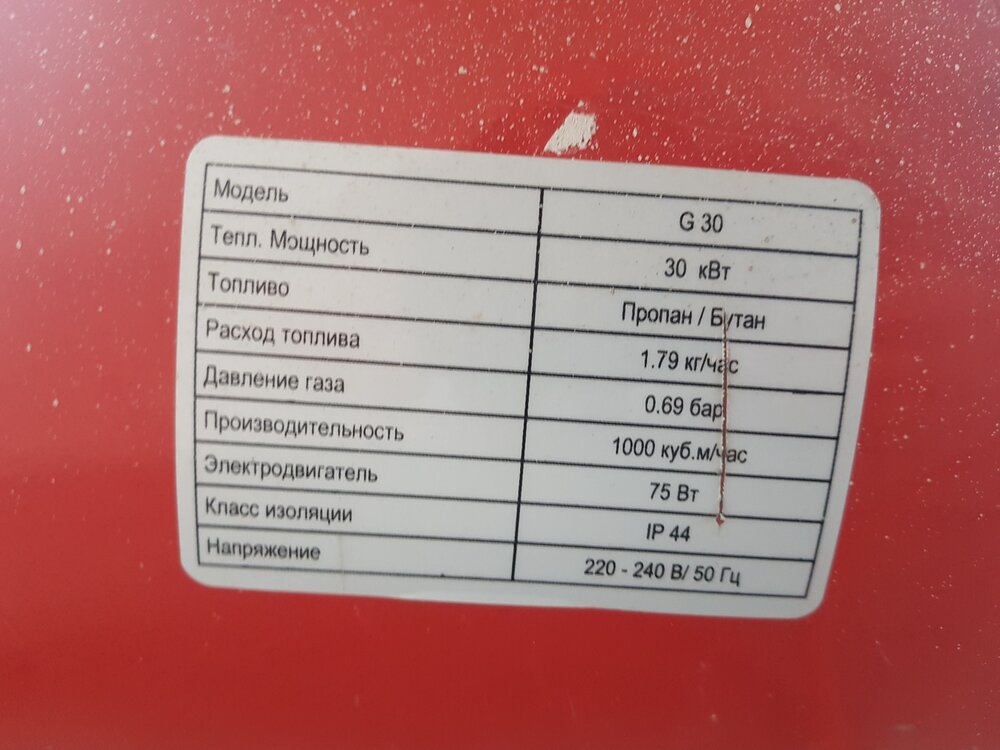 Модель G 30
Тепл. Мощность 30 кВт
Топливо Пропан / Бутан
Расход топлива 1.79 кг/час
Давление газа 0.69 бар
Производительность 1000 куб.м/час
Электродвигатель 75 Вт
Класс изоляции IP 44
Напряжение 220 - 240 В/ 50 Гц